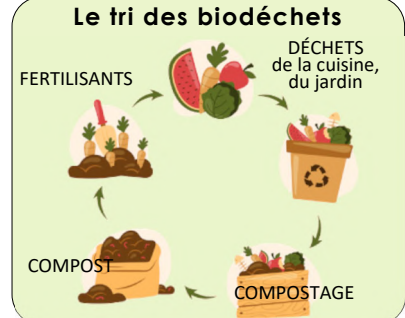 Le tri des biodéchets
DÉCHETS
de la cuisine,
du jardin
FERTILISANTS
COMPOST
COMPOSTAGE